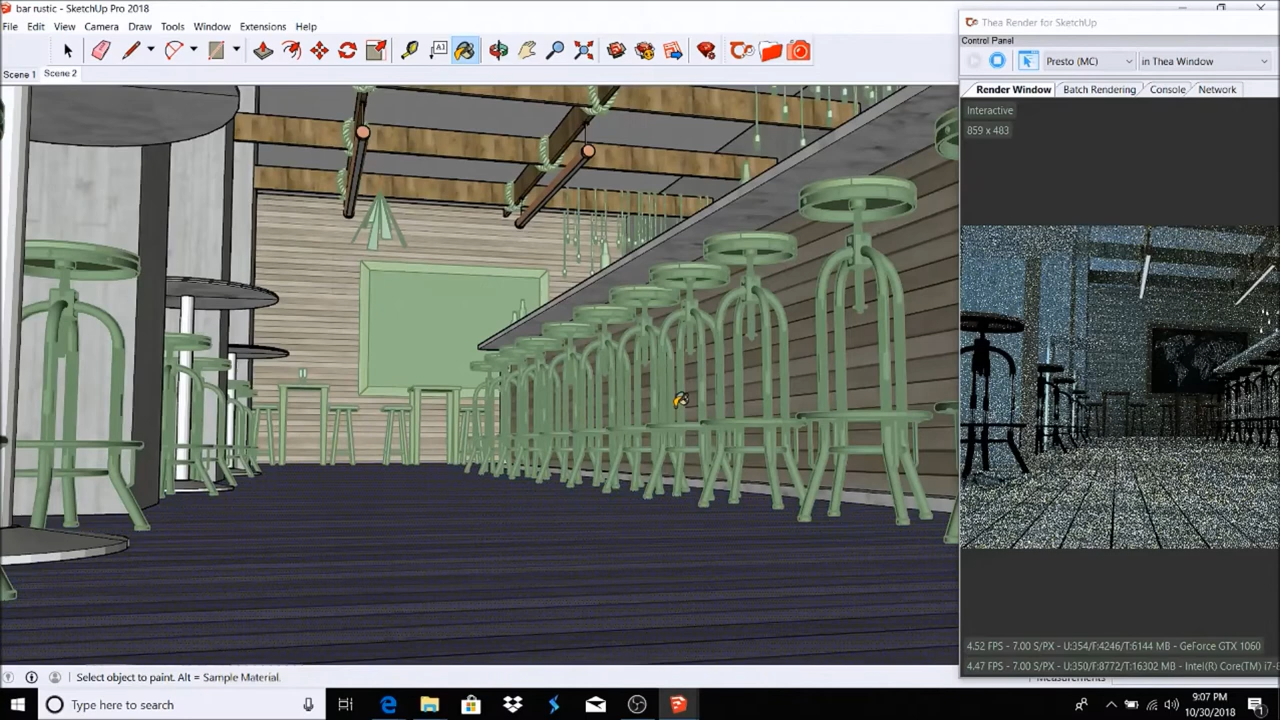 bar rustic - SketchUp Pro 2018
File Edit View Camera Draw Tools Window Extensions Help
A1
Scene 1 Scene 2
Thea Render for SketchUp
Control Panel
Presto (MC) in Thea Window
Render Window Batch Rendering Console Network
Interactive
859 x 483
4.52 FPS - 7.00 S/PX - U:354/F:4246/T:6144 MB - GeForce GTX 1060
4.47 FPS - 7.00 S/PX - U:350/F:8772/T:16302 MB - Intel(R) Core(TM) i7-8
Select object to paint. Alt = Sample Material.
Measurements
Type here to search
9:07 PM
10/30/2018